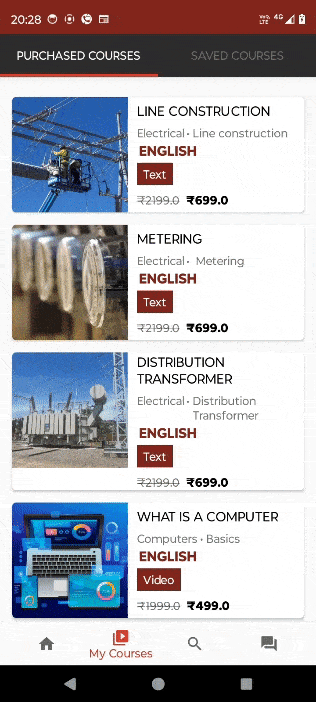 20:28
4G
PURCHASED COURSES
SAVED COURSES
LINE CONSTRUCTION
Electrical • Line construction
ENGLISH
Text
₹2199.0 ₹699.0
METERING
Electrical • Metering
ENGLISH
Text
₹2199.0 ₹699.0
DISTRIBUTION
TRANSFORMER
Electrical • Distribution
Transformer
ENGLISH
Text
₹2199.0 ₹699.0
WHAT IS A COMPUTER
Computers • Basics
ENGLISH
Video
₹1999.0 ₹499.0
My Courses